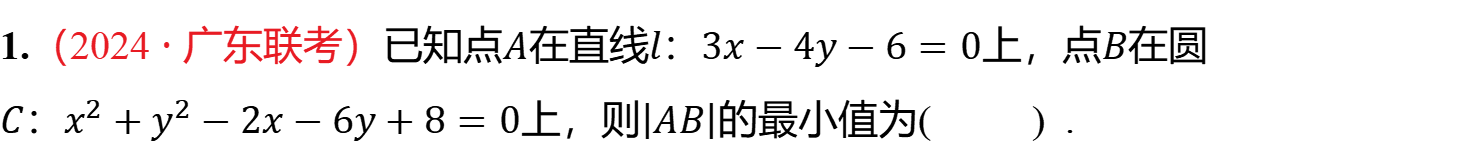 1.（2024 · 广东联考）已知点A在直线l：3x − 4y − 6 = 0上，点B在圆
C：x² + y² − 2x − 6y + 8 = 0上，则|AB|的最小值为( ) .